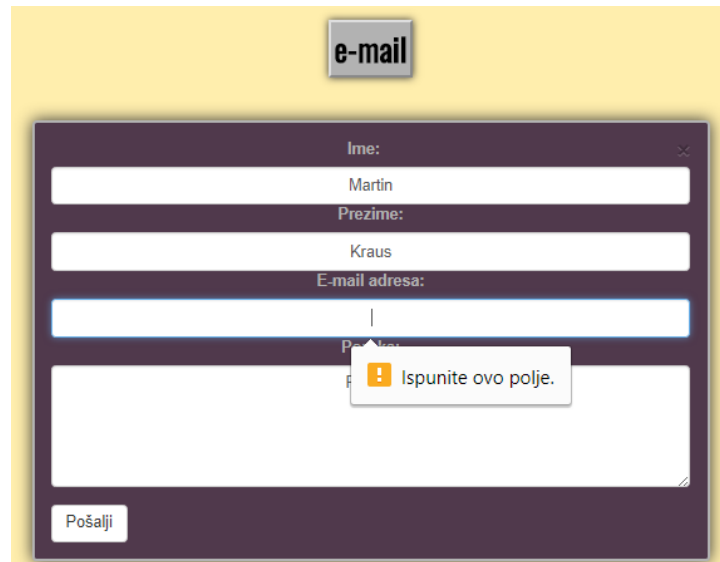 e-mail
Ime:
×
Martin
Prezime:
Kraus
E-mail adresa:
Ispunite ovo polje.
Pošalji